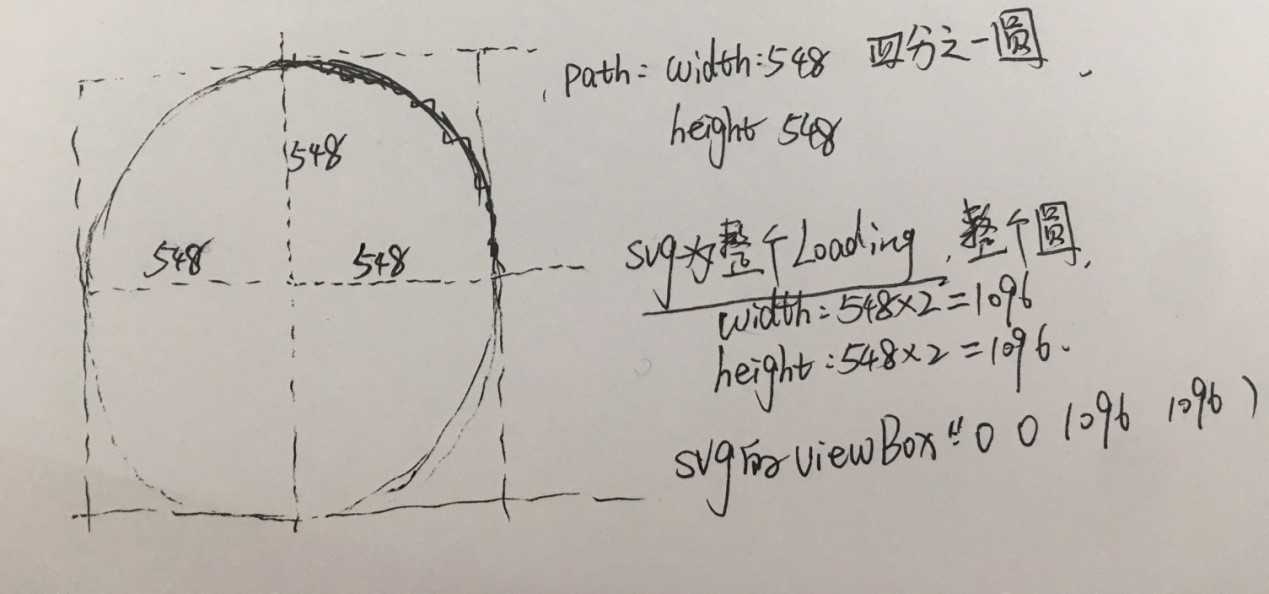 path: width:548 四分之一圆
height 548
548
548 548
svg为整个Loading,整个圆,
width:548×2=1096
height:548×2=1096.
svg的viewBox"0 0 1096 1096)